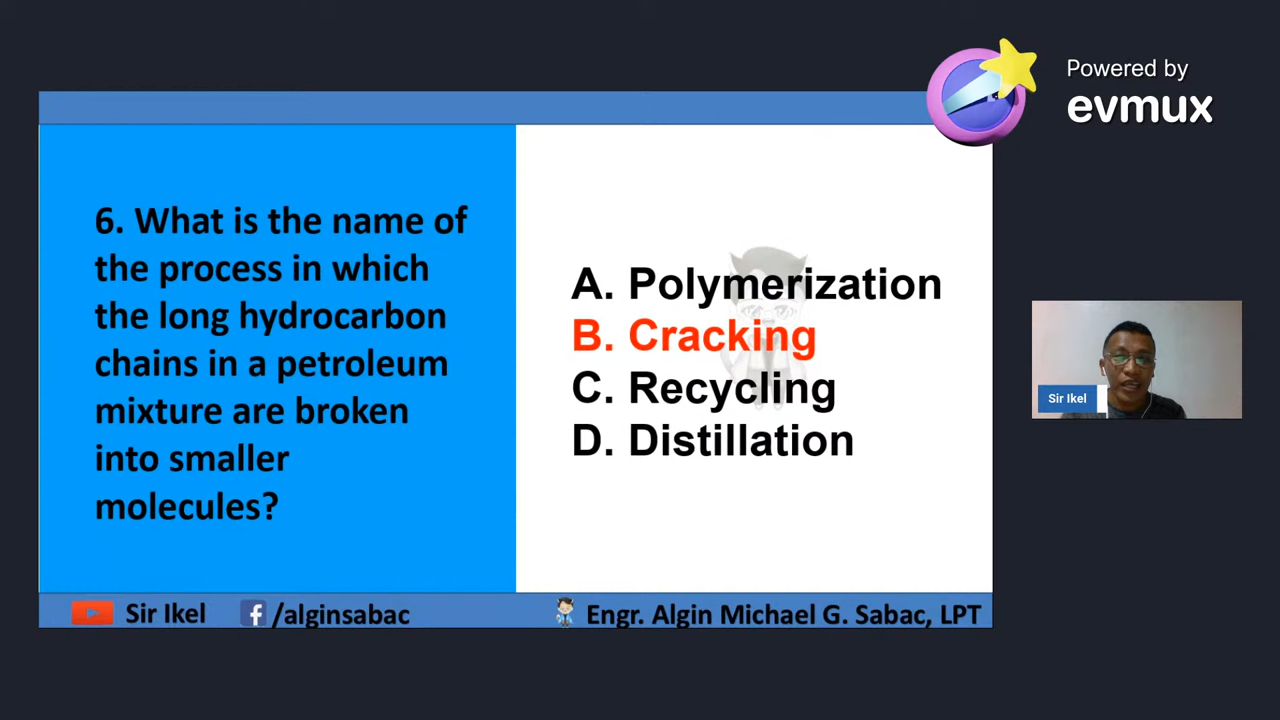 Powered by
evmux
6. What is the name of
the process in which
the long hydrocarbon
chains in a petroleum
mixture are broken
into smaller
molecules?
A. Polymerization
B. Cracking
C. Recycling
D. Distillation
Sir Ikel
Sir Ikel
/alginsabac
Engr. Algin Michael G. Sabac, LPT